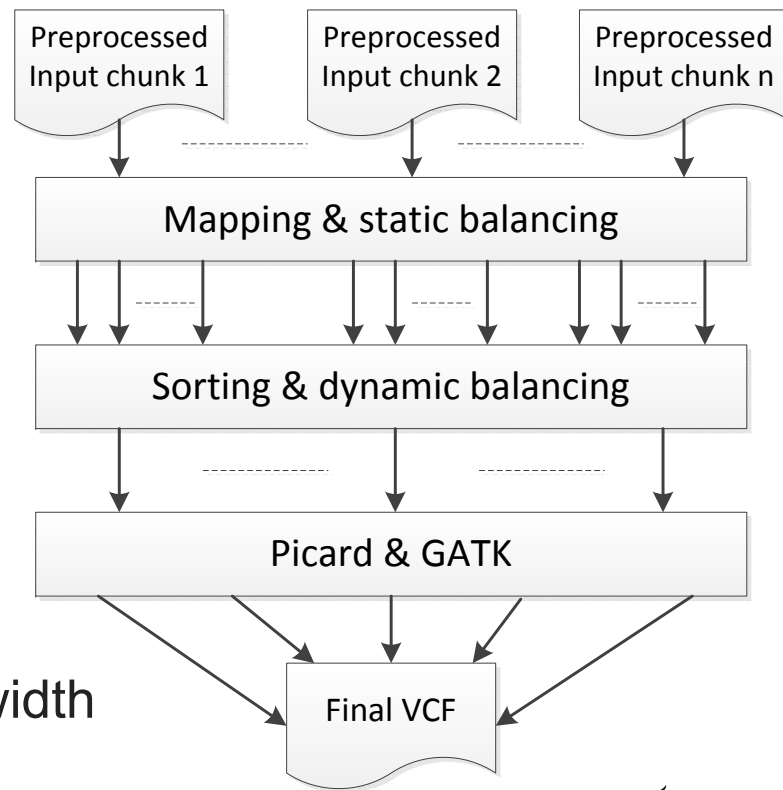 Preprocessed
Input chunk 1
Preprocessed
Input chunk 2
Preprocessed
Input chunk n
Mapping & static balancing
Sorting & dynamic balancing
Picard & GATK
Final VCF